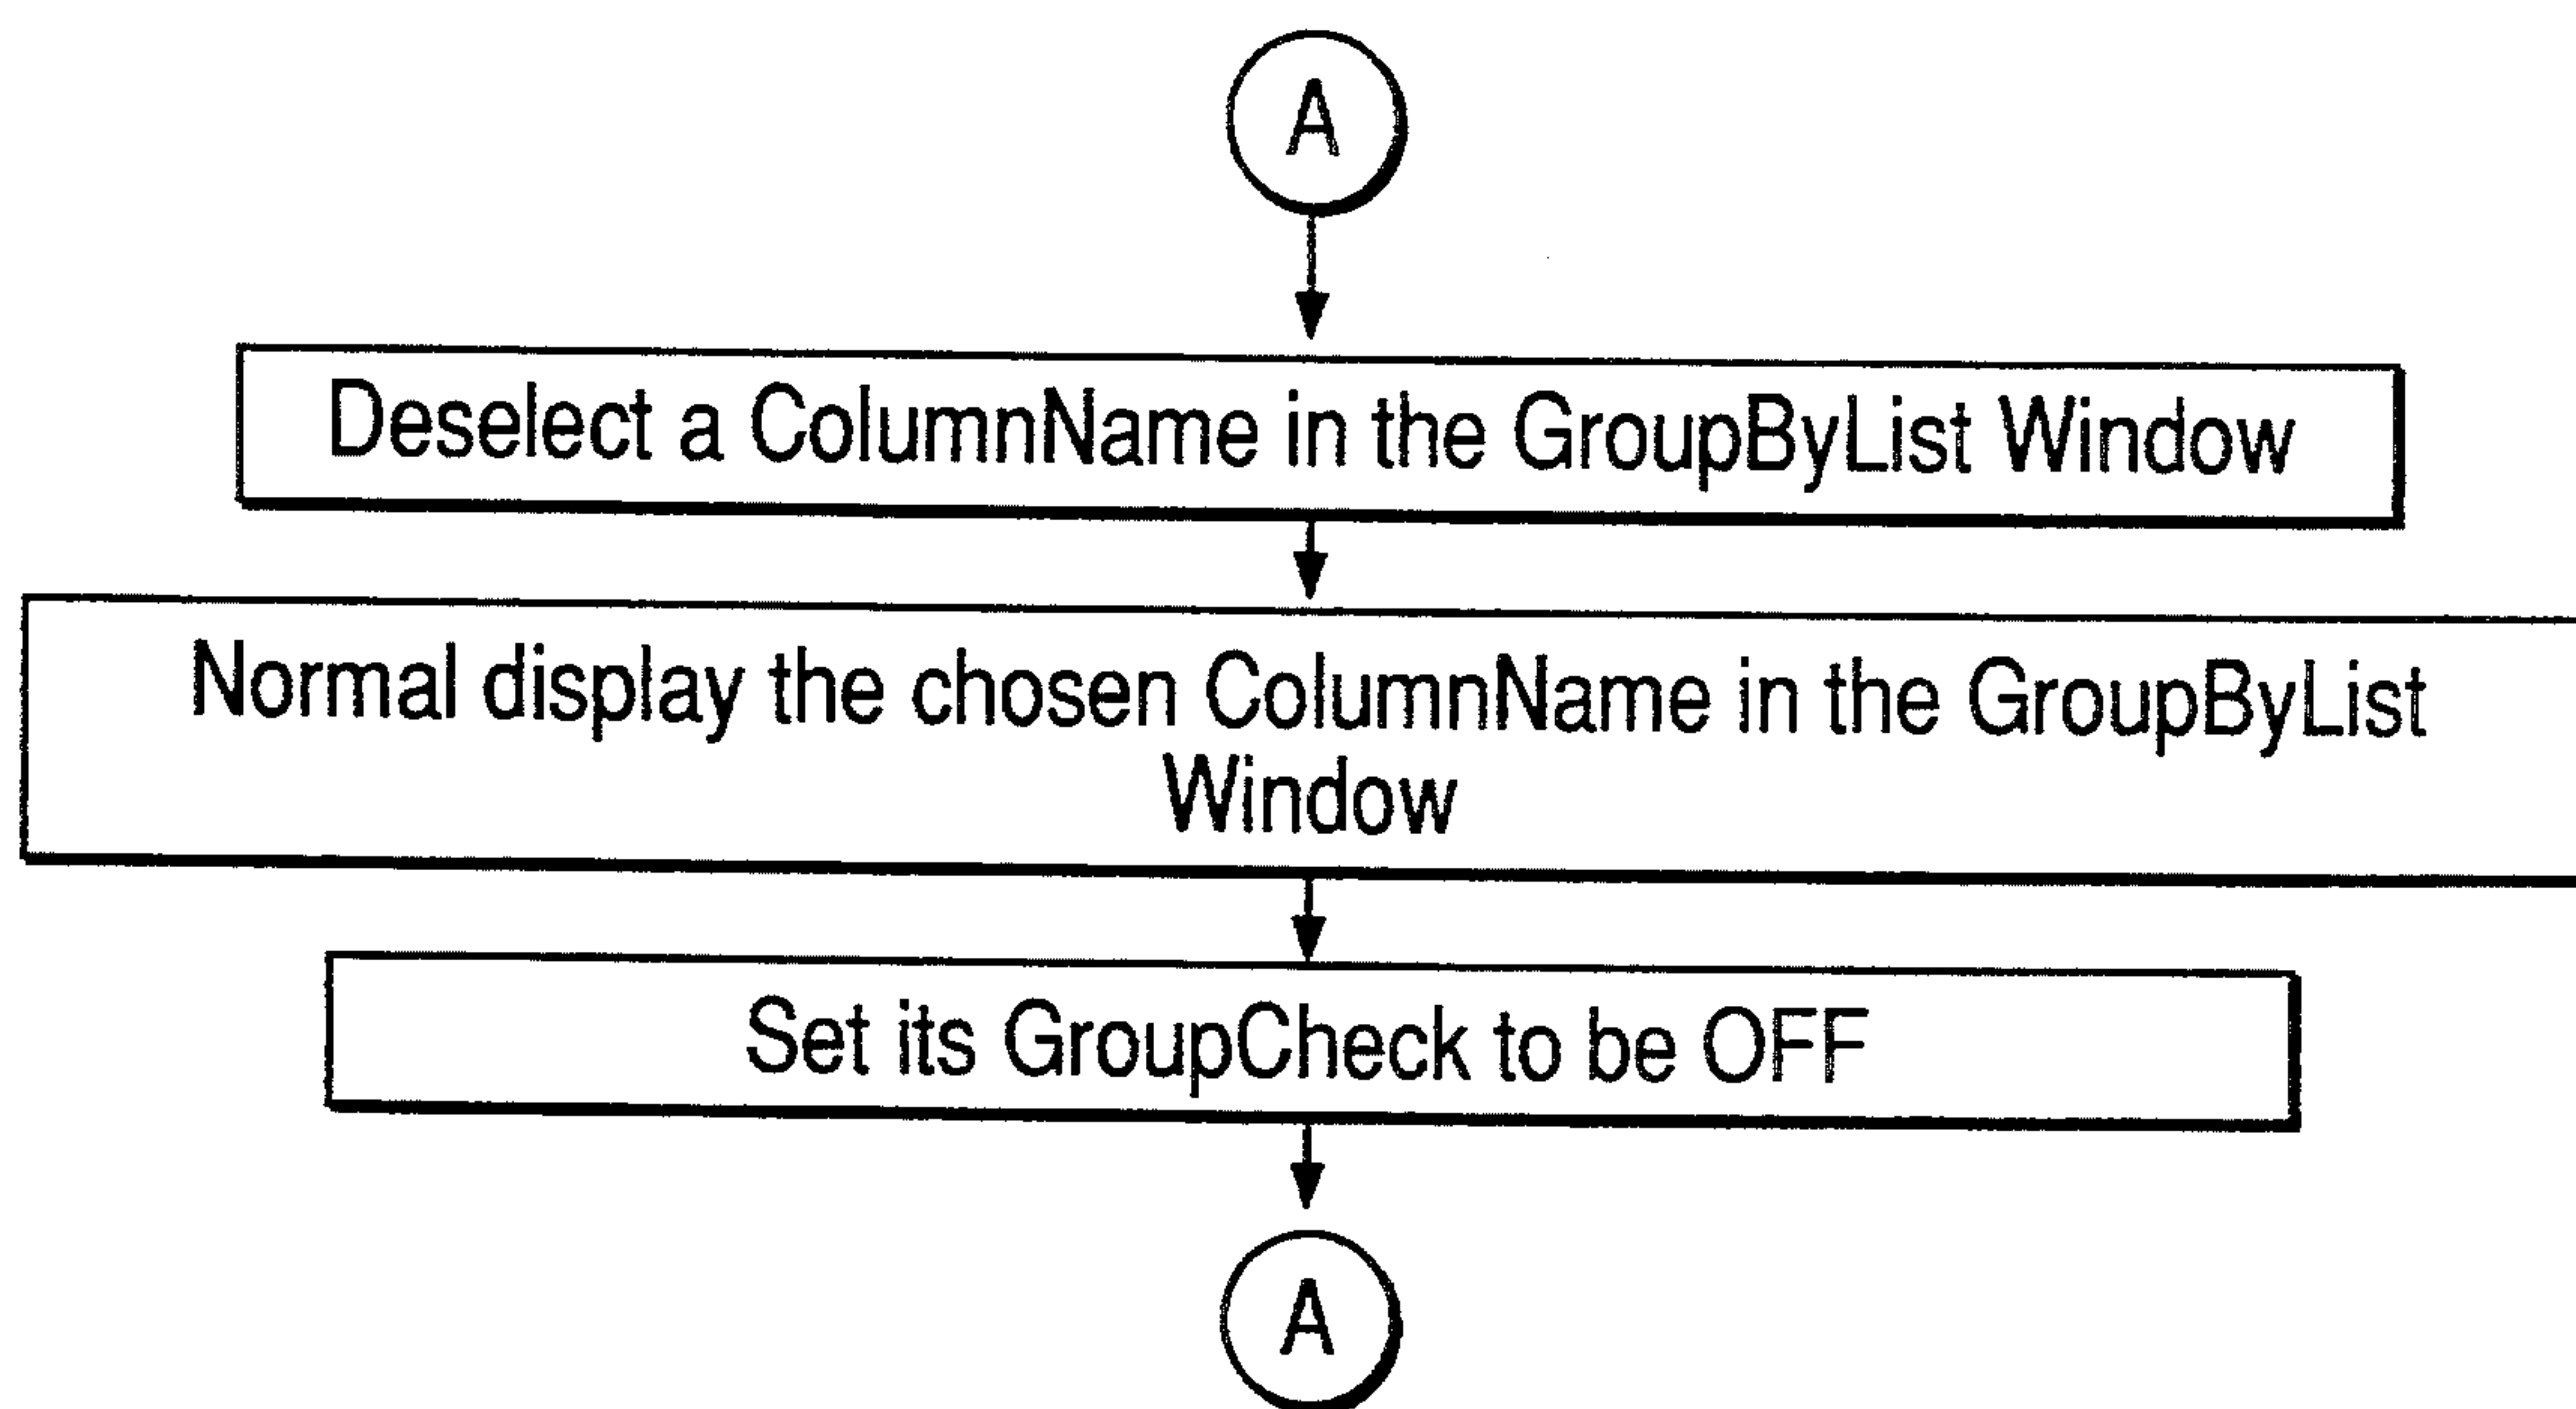 A
Deselect a ColumnName in the GroupByList Window
Normal display the chosen ColumnName in the GroupByList
Window
Set its GroupCheck to be OFF
A